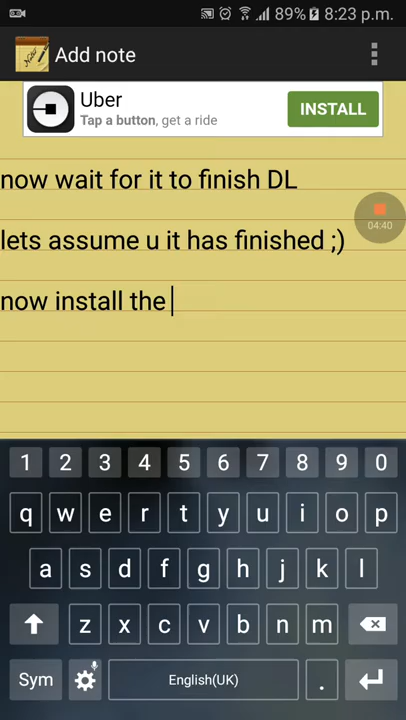 89% 8:23 p.m.
Add note
Uber
Tap a button, get a ride
INSTALL
now wait for it to finish DL
04:40
lets assume u it has finished ;)
now install the
1 2 3 4 5 6 7 8 9 0
q w e r t y u i o p
a s d f g h j k l
z x c v b n m
Sym English(UK) .